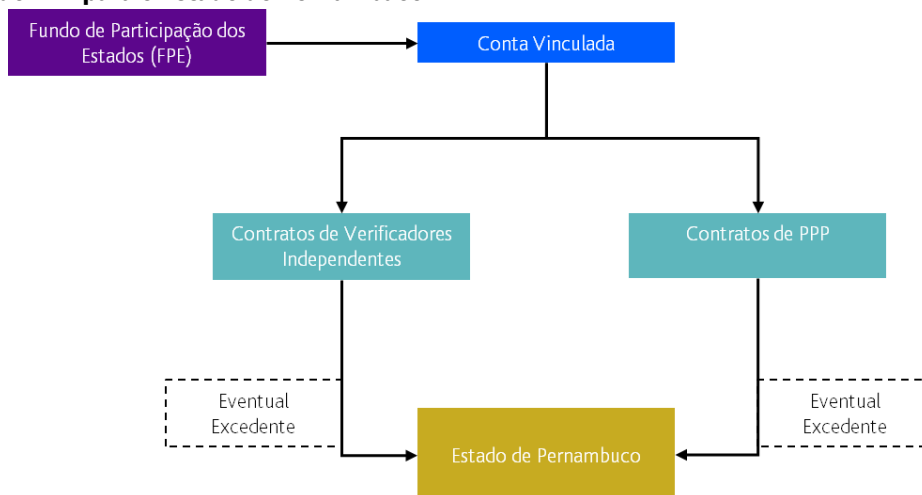 Fundo de Participação dos
Estados (FPE)
Conta Vinculada
Contratos de Verificadores
Independentes
Contratos de PPP
Eventual
Excedente
Eventual
Excedente
Estado de Pernambuco